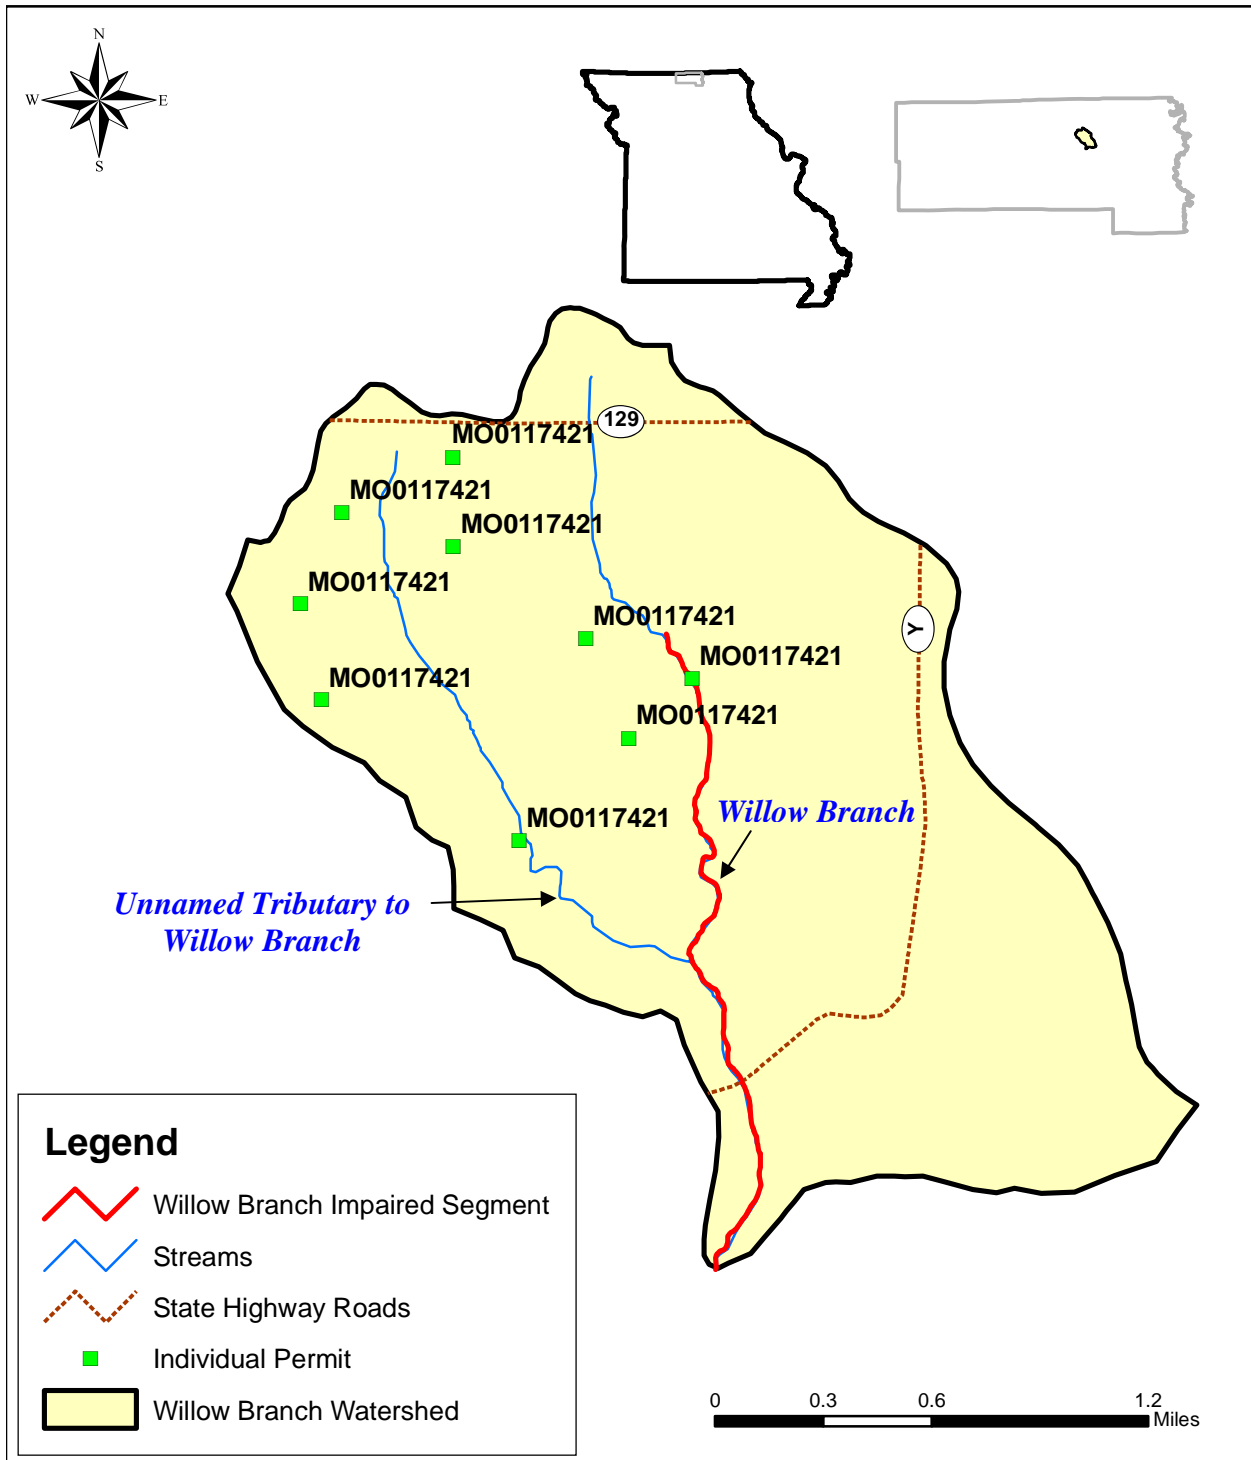 N
W
E
S
129
MO0117421
MO0117421
MO0117421
MO0117421
MO0117421
Y
MO0117421
MO0117421
MO0117421
MO0117421
Willow Branch
Unnamed Tributary to
Willow Branch
Legend
Willow Branch Impaired Segment
Streams
State Highway Roads
Individual Permit
Willow Branch Watershed
0 0.3 0.6 1.2
Miles